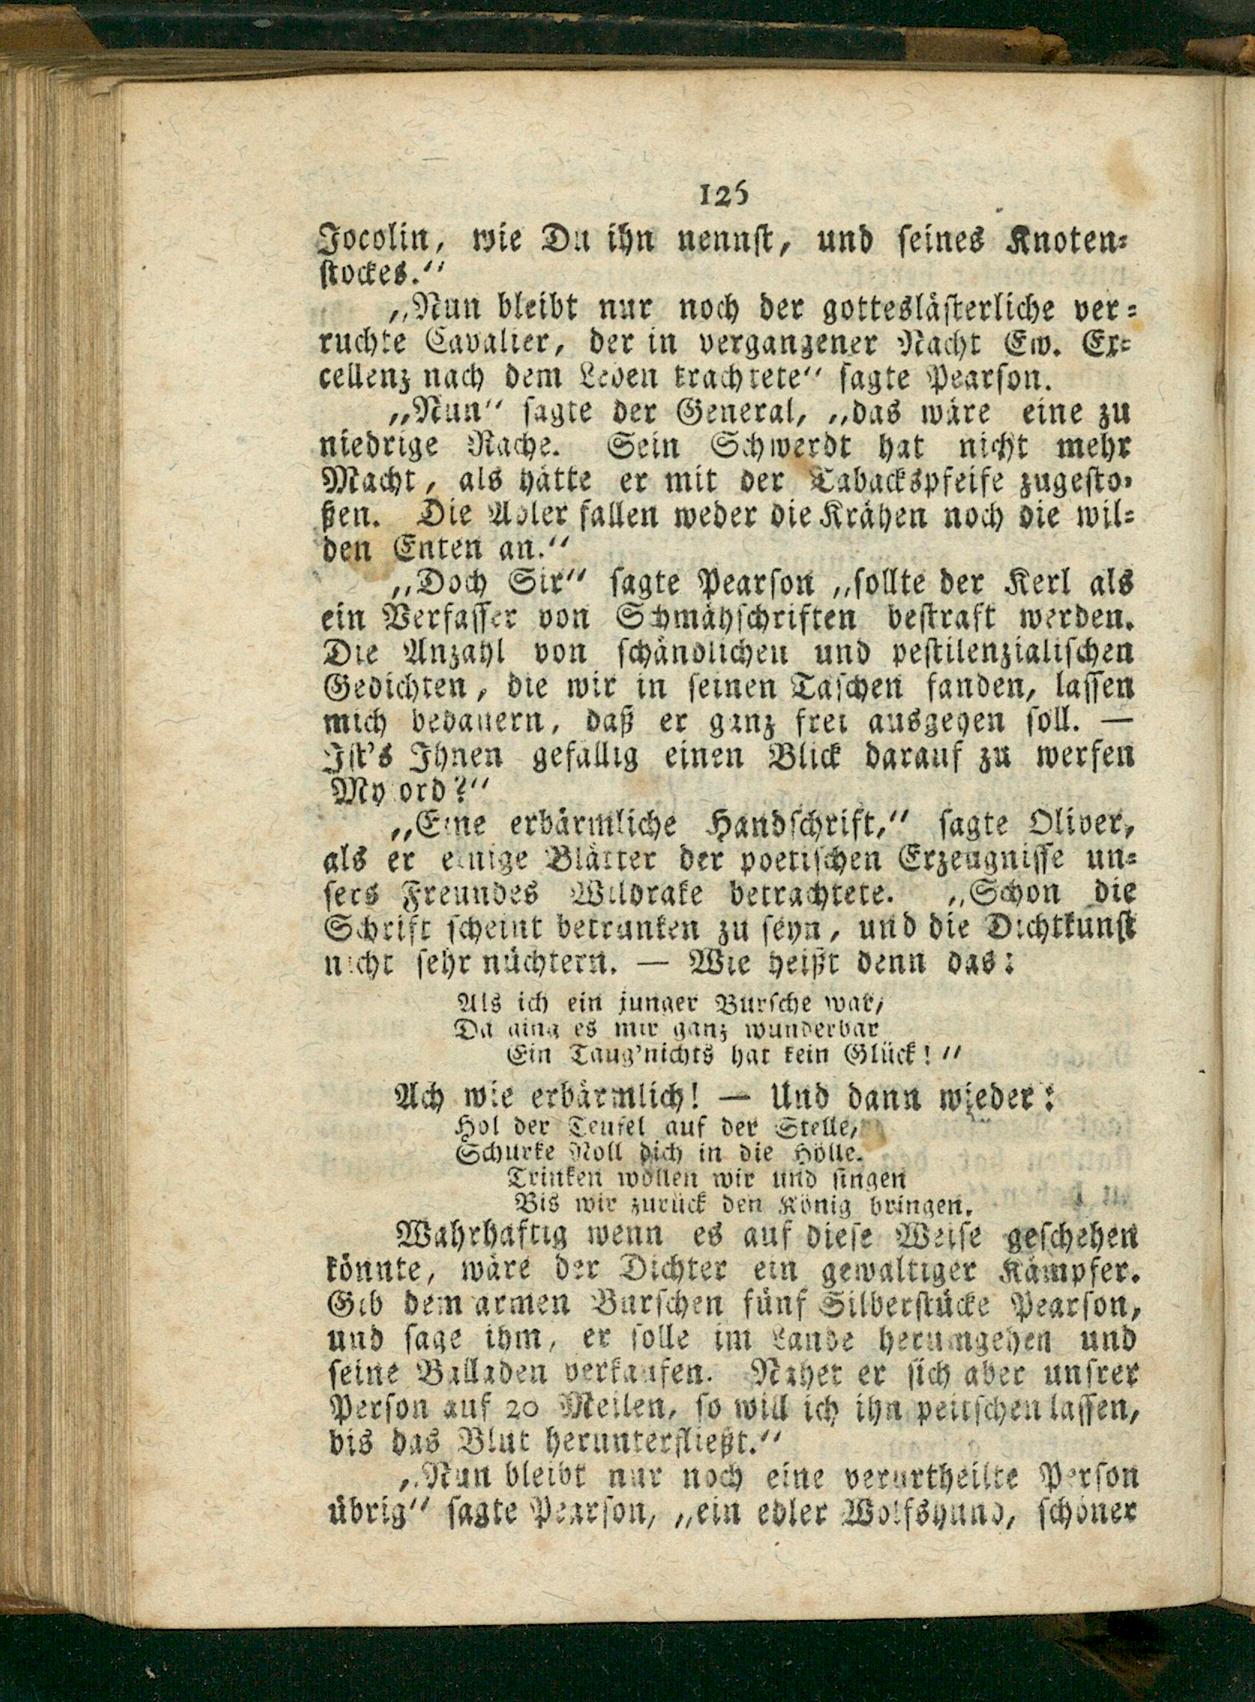 125
Jocolin, wie Du ihn nennst, und seines Knoten-
stockes.“
„Nun bleibt nur noch der gotteslästerliche ver-
ruchte Cavalier, der in vergangener Nacht Ew. Ex-
cellenz nach dem Leben trachtete“ sagte Pearson.
„Nun“ sagte der General, „das wäre eine zu
niedrige Rache. Sein Schwerdt hat nicht mehr
Macht, als hätte er mit der Tabackspfeife zugesto-
ßen. Die Adler fallen weder die Krähen noch die wil-
den Enten an.“
„Doch Sir“ sagte Pearson „sollte der Kerl als
ein Verfasser von Schmähschriften bestraft werden.
Die Anzahl von schändlichen und pestilenzialischen
Gedichten, die wir in seinen Taschen fanden, lassen
mich bedauern, daß er ganz frei ausgehen soll. —
Ist's Ihnen gefällig einen Blick darauf zu werfen
Mylord?“
„Eine erbärmliche Handschrift,“ sagte Oliver,
als er einige Blätter der poetischen Erzeugnisse un-
sers Freundes Wildrake betrachtete. „Schon die
Schrift scheint betrunken zu seyn, und die Dichtkunst
nicht sehr nüchtern. — Wie heißt denn das:
Als ich ein junger Bursche war,
Da ging es mir ganz wunderbar
Ein Taug'nichts hat kein Glück!“
Ach wie erbärmlich! — Und dann wieder:
Hol der Teufel auf der Stelle,
Schurke Noll dich in die Hölle.
Trinken wollen wir und singen
Bis wir zurück den König bringen.
Wahrhaftig wenn es auf diese Weise geschehen
könnte, wäre der Dichter ein gewaltiger Kämpfer.
Gib dem armen Burschen fünf Silberstücke Pearson,
und sage ihm, er solle im Lande herumgehen und
seine Balladen verkaufen. Nahet er sich aber unsrer
Person auf 20 Meilen, so will ich ihn peitschen lassen,
bis das Blut herunterfließt.“
„Nun bleibt nur noch eine verurtheilte Person
übrig“ sagte Pearson, „ein edler Wolfshund, schöner